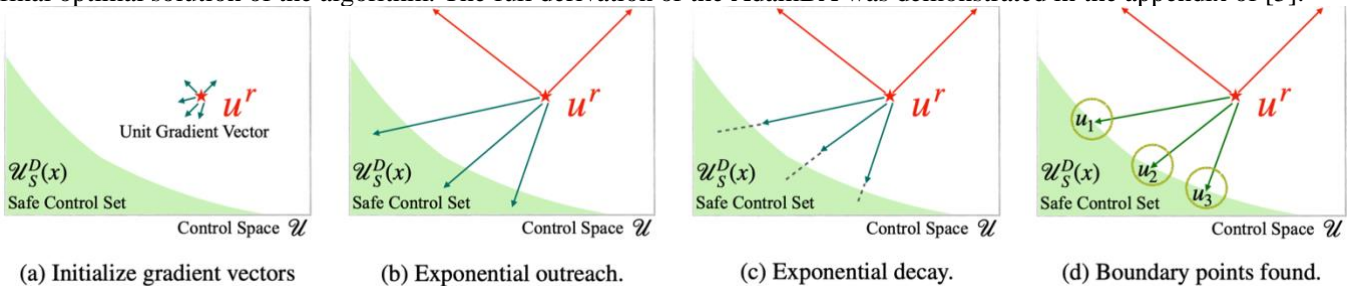 final optimal solution of the algorithm. The full derivation of the AdamBA was demonstrated in the appendix of [5].
u^r
Unit Gradient Vector
𝒰_S^D(x)
Safe Control Set
Control Space 𝒰
(a) Initialize gradient vectors
u^r
𝒰_S^D(x)
Safe Control Set
Control Space 𝒰
(b) Exponential outreach.
u^r
𝒰_S^D(x)
Safe Control Set
Control Space 𝒰
(c) Exponential decay.
u^r
u_1
u_2
u_3
𝒰_S^D(x)
Safe Control Set
Control Space 𝒰
(d) Boundary points found.